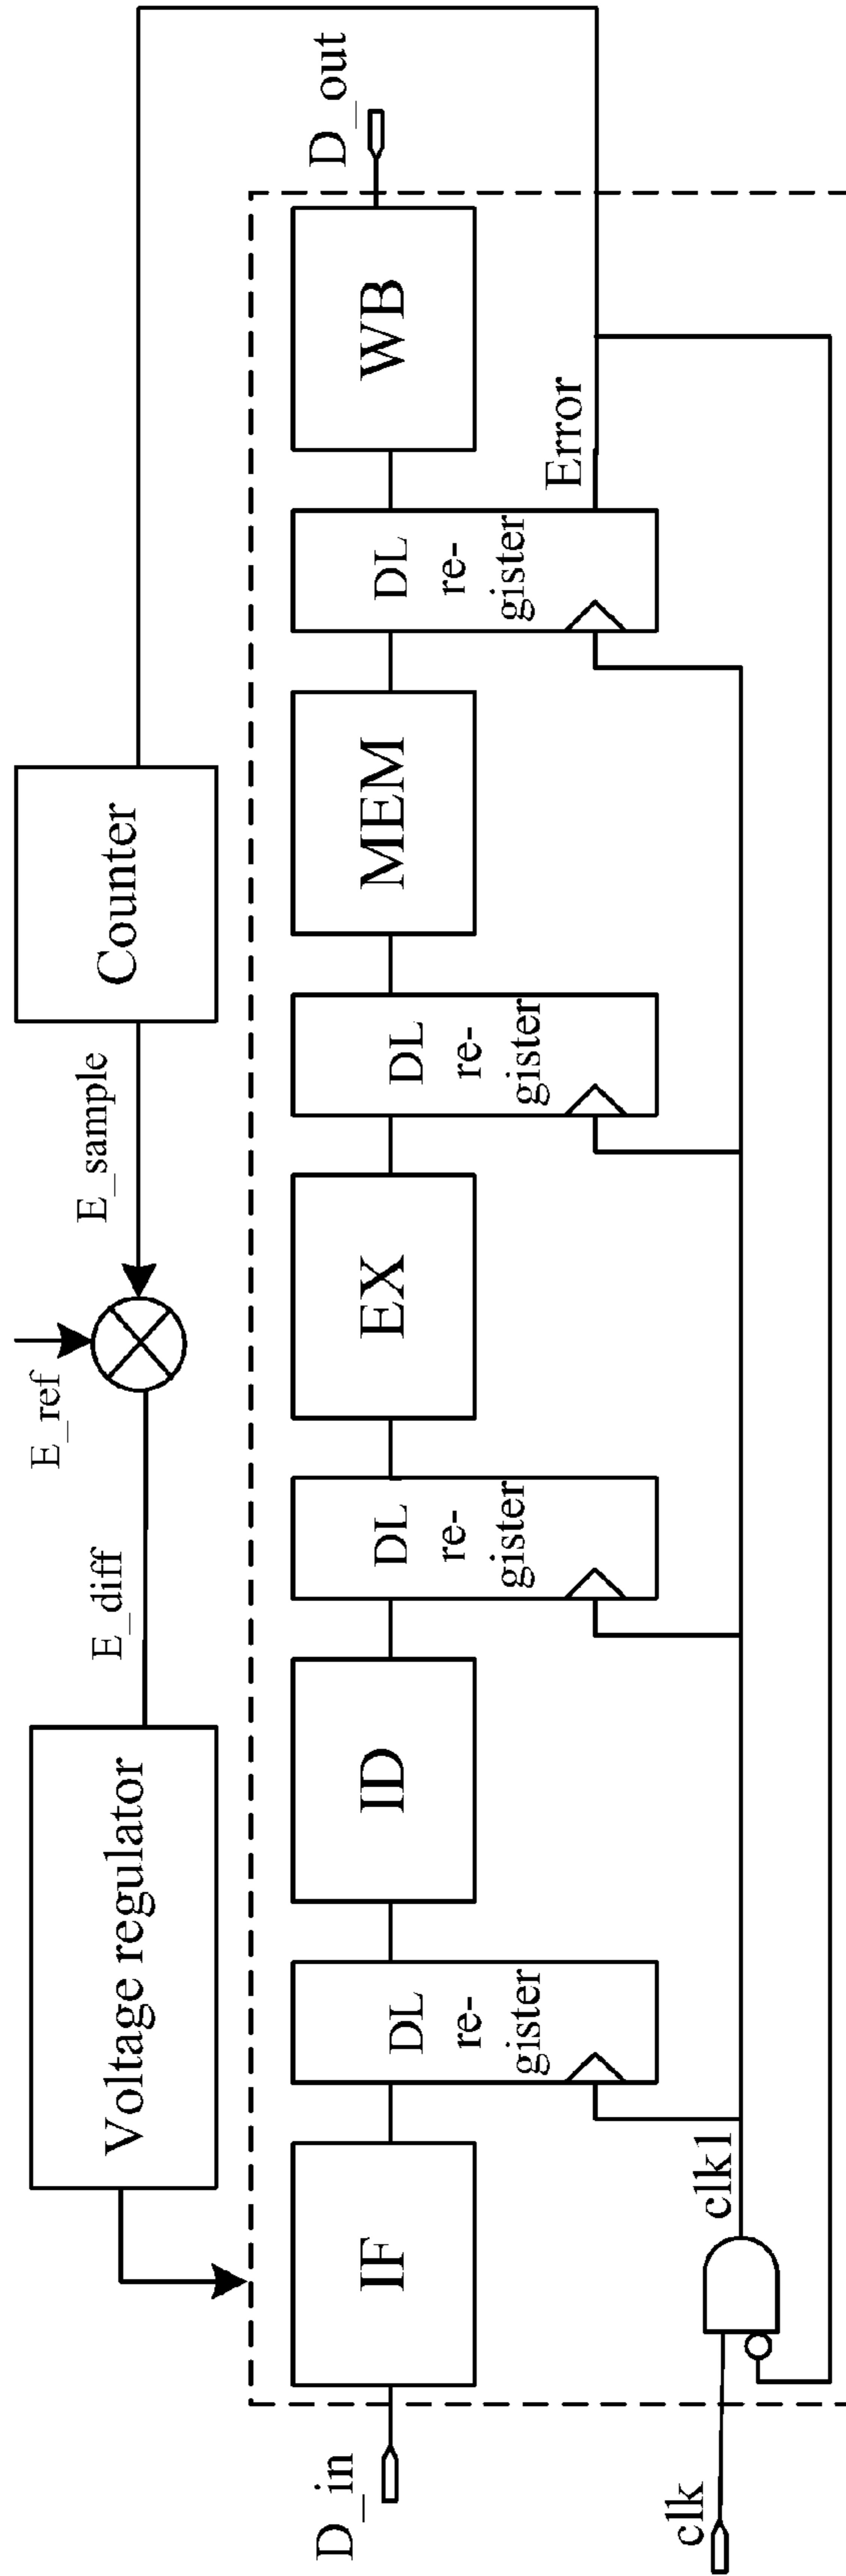 Voltage regulator
E_diff
E_ref
E_sample
Counter
D_in
IF
DL
re-
gister
ID
DL
re-
gister
EX
DL
re-
gister
MEM
DL
re-
gister
WB
D_out
Error
clk
clk1